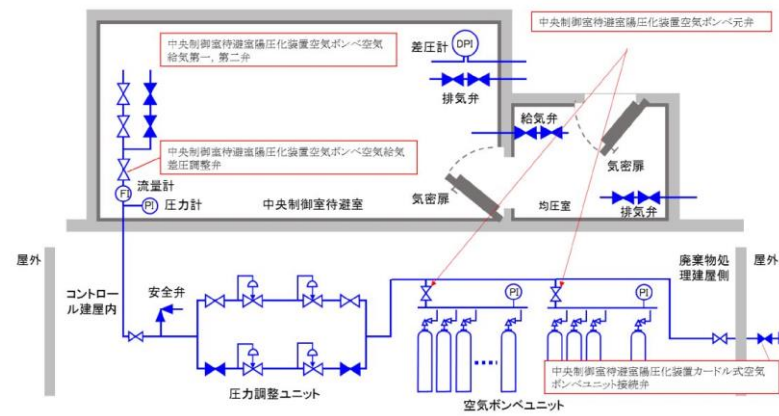 中央制御室待避室陽圧化装置空気ボンベ空気
給気第一，第二弁
差圧計
DPI
中央制御室待避室陽圧化装置空気ボンベ元弁
排気弁
給気弁
中央制御室待避室陽圧化装置空気ボンベ空気給気
差圧調整弁
気密扉
流量計
FI
気密扉
圧力計
PI
中央制御室待避室
均圧室
排気弁
屋外
コントロー
ル建屋内
安全弁
廃棄物処
理建屋側
屋外
PI
PI
中央制御室待避室陽圧化装置カードル式空気
ボンベユニット接続弁
圧力調整ユニット
空気ボンベユニット